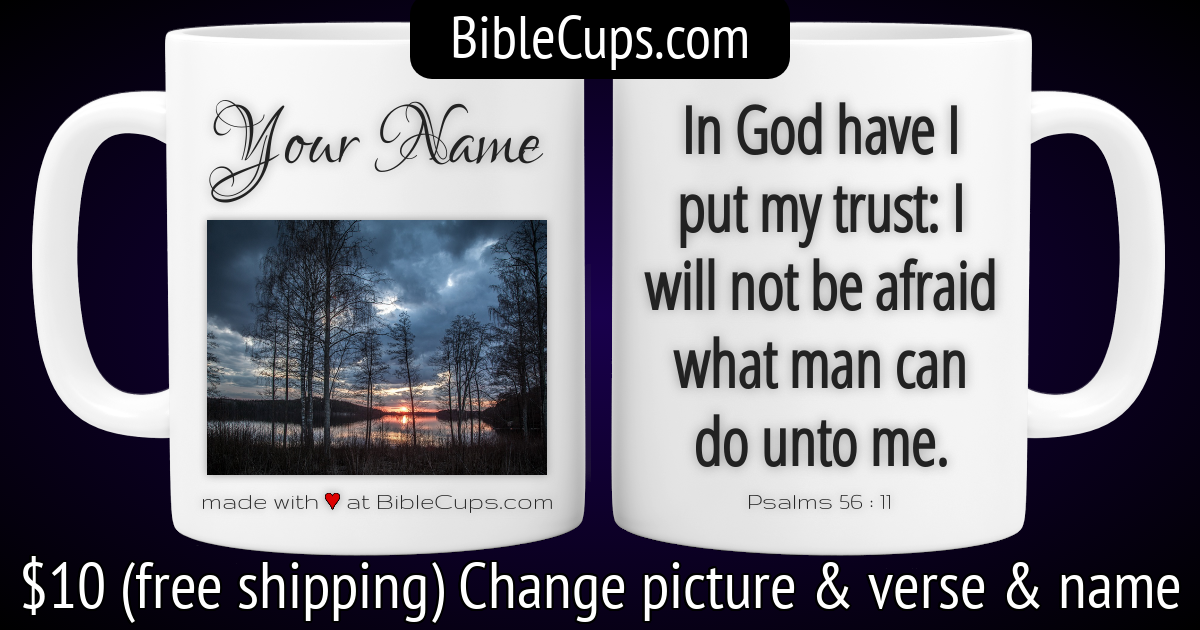 BibleCups.com
Your Name
made with ♥ at BibleCups.com
In God have I
put my trust: I
will not be afraid
what man can
do unto me.
Psalms 56 : 11
$10 (free shipping) Change picture & verse & name